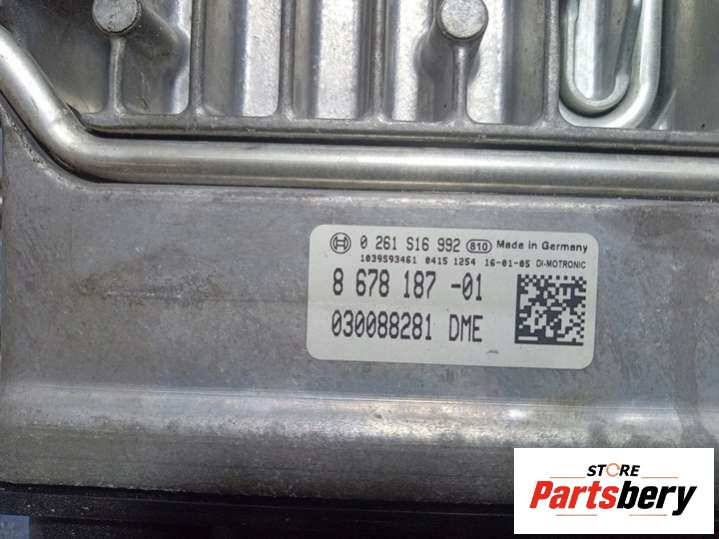 0 261 S16 992 810 Made in Germany
1039S93461 041S 1254 16-01-05 DI-MOTRONIC
8 678 187 -01
030088281 DME
STORE
Partsbery